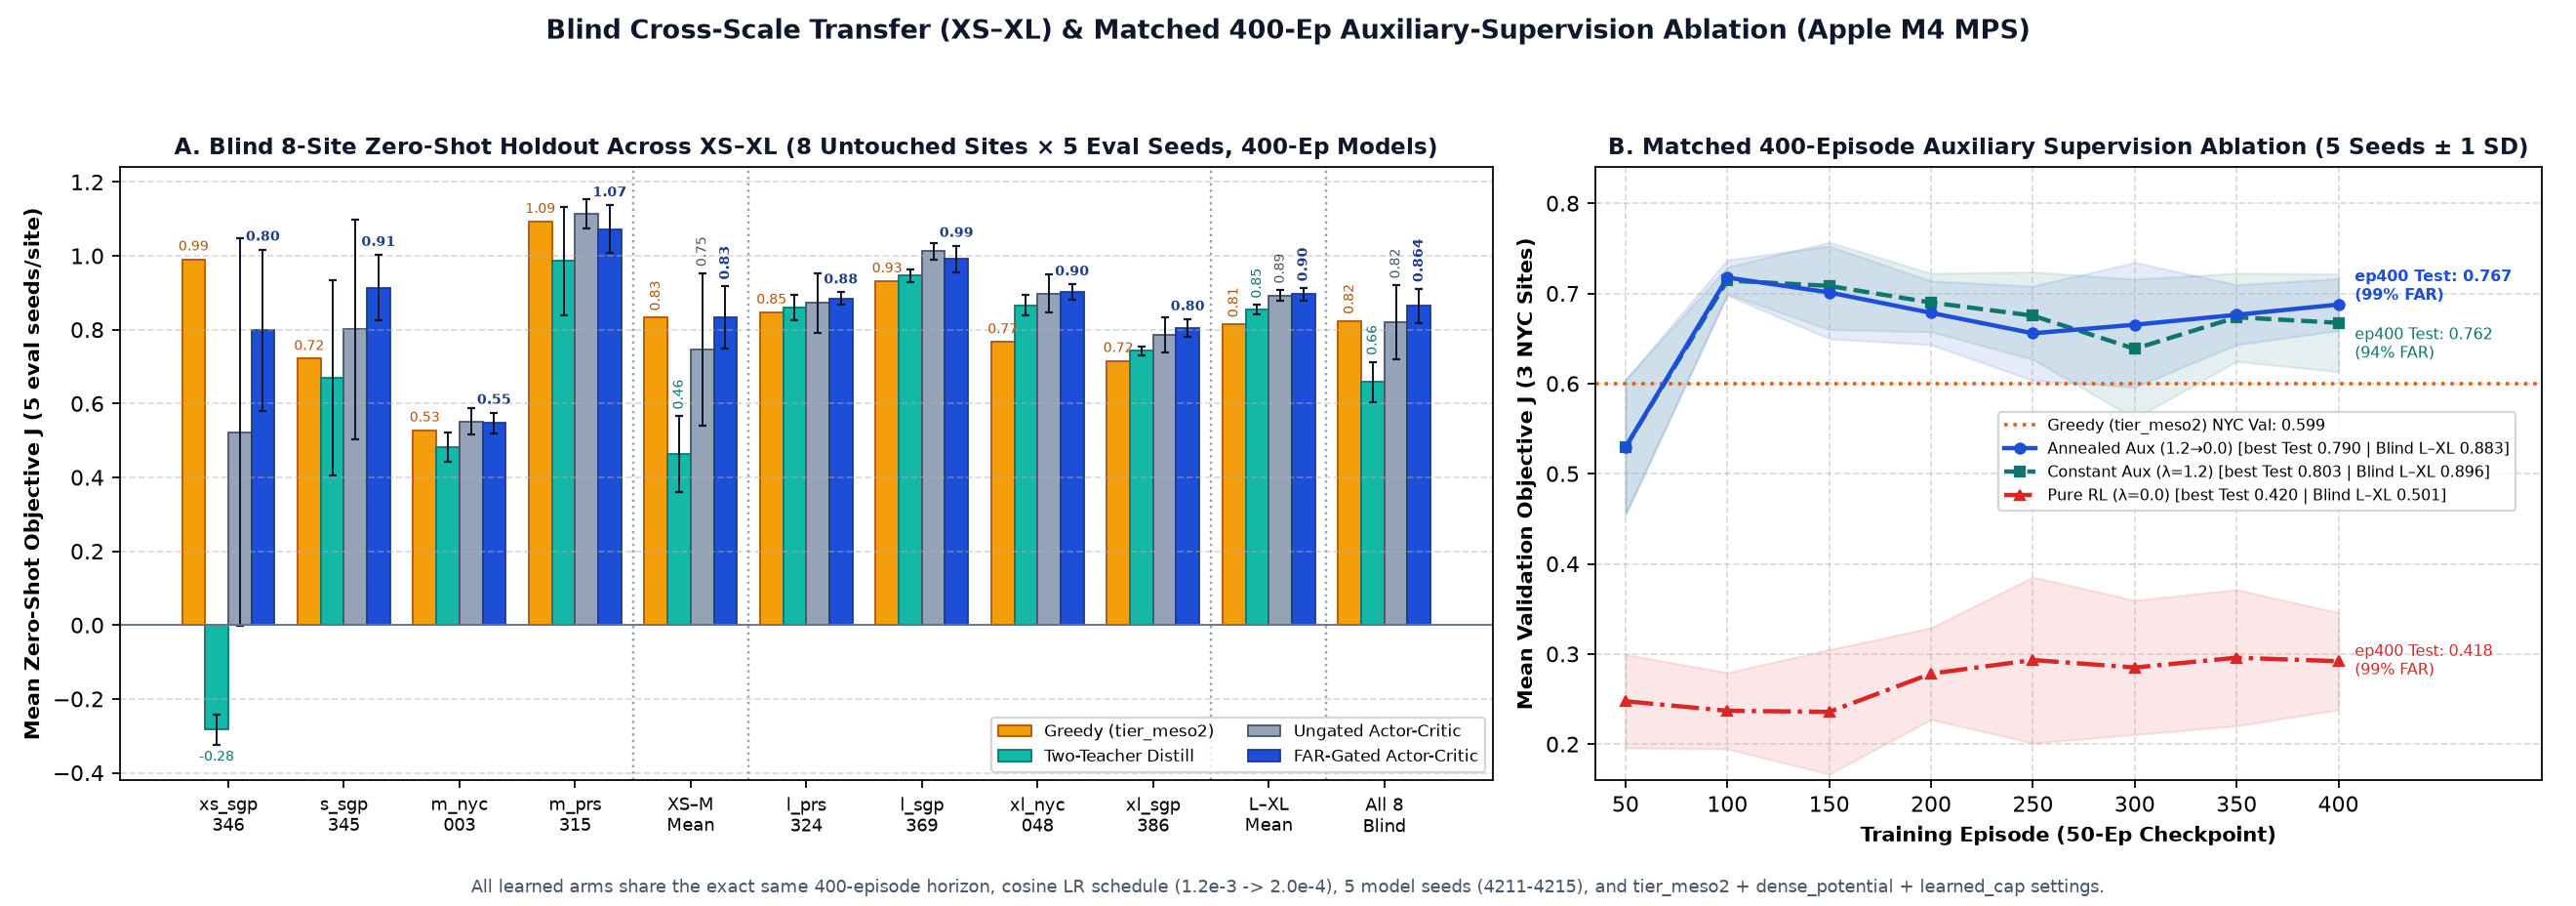 Blind Cross-Scale Transfer (XS–XL) & Matched 400-Ep Auxiliary-Supervision Ablation (Apple M4 MPS)
A. Blind 8-Site Zero-Shot Holdout Across XS–XL (8 Untouched Sites × 5 Eval Seeds, 400-Ep Models)
Mean Zero-Shot Objective J (5 eval seeds/site)
1.2
1.0
0.8
0.6
0.4
0.2
0.0
−0.2
−0.4
0.99
-0.28
0.80
0.72
0.91
0.53
0.55
1.09
1.07
0.83
0.46
0.75
0.83
0.85
0.88
0.93
0.99
0.77
0.90
0.72
0.80
0.81
0.85
0.89
0.90
0.82
0.66
0.82
0.864
Greedy (tier_meso2)
Two-Teacher Distill
Ungated Actor-Critic
FAR-Gated Actor-Critic
xs_sgp
346
s_sgp
345
m_nyc
003
m_prs
315
XS–M
Mean
l_prs
324
l_sgp
369
xl_nyc
048
xl_sgp
386
L–XL
Mean
All 8
Blind
B. Matched 400-Episode Auxiliary Supervision Ablation (5 Seeds ± 1 SD)
Mean Validation Objective J (3 NYC Sites)
0.8
0.7
0.6
0.5
0.4
0.3
0.2
ep400 Test: 0.767
(99% FAR)
ep400 Test: 0.762
(94% FAR)
Greedy (tier_meso2) NYC Val: 0.599
Annealed Aux (1.2→0.0) [best Test 0.790 | Blind L–XL 0.883]
Constant Aux (λ=1.2) [best Test 0.803 | Blind L–XL 0.896]
Pure RL (λ=0.0) [best Test 0.420 | Blind L–XL 0.501]
ep400 Test: 0.418
(99% FAR)
50
100
150
200
250
300
350
400
Training Episode (50-Ep Checkpoint)
All learned arms share the exact same 400-episode horizon, cosine LR schedule (1.2e-3 -> 2.0e-4), 5 model seeds (4211-4215), and tier_meso2 + dense_potential + learned_cap settings.